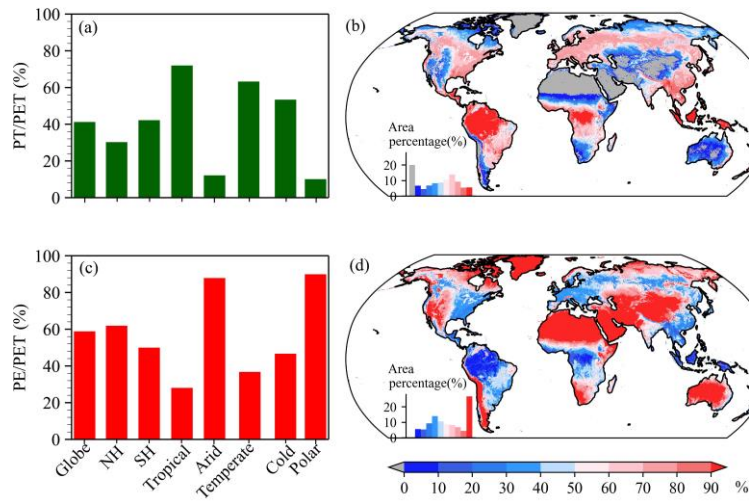 (a)
PT/PET (%)
100
80
60
40
20
0
(b)
Area
percentage(%)
20
10
0
(c)
PE/PET (%)
100
80
60
40
20
0
Globe
NH
SH
Tropical
Arid
Temperate
Cold
Polar
(d)
Area
percentage(%)
20
10
0
0 10 20 30 40 50 60 70 80 90 %